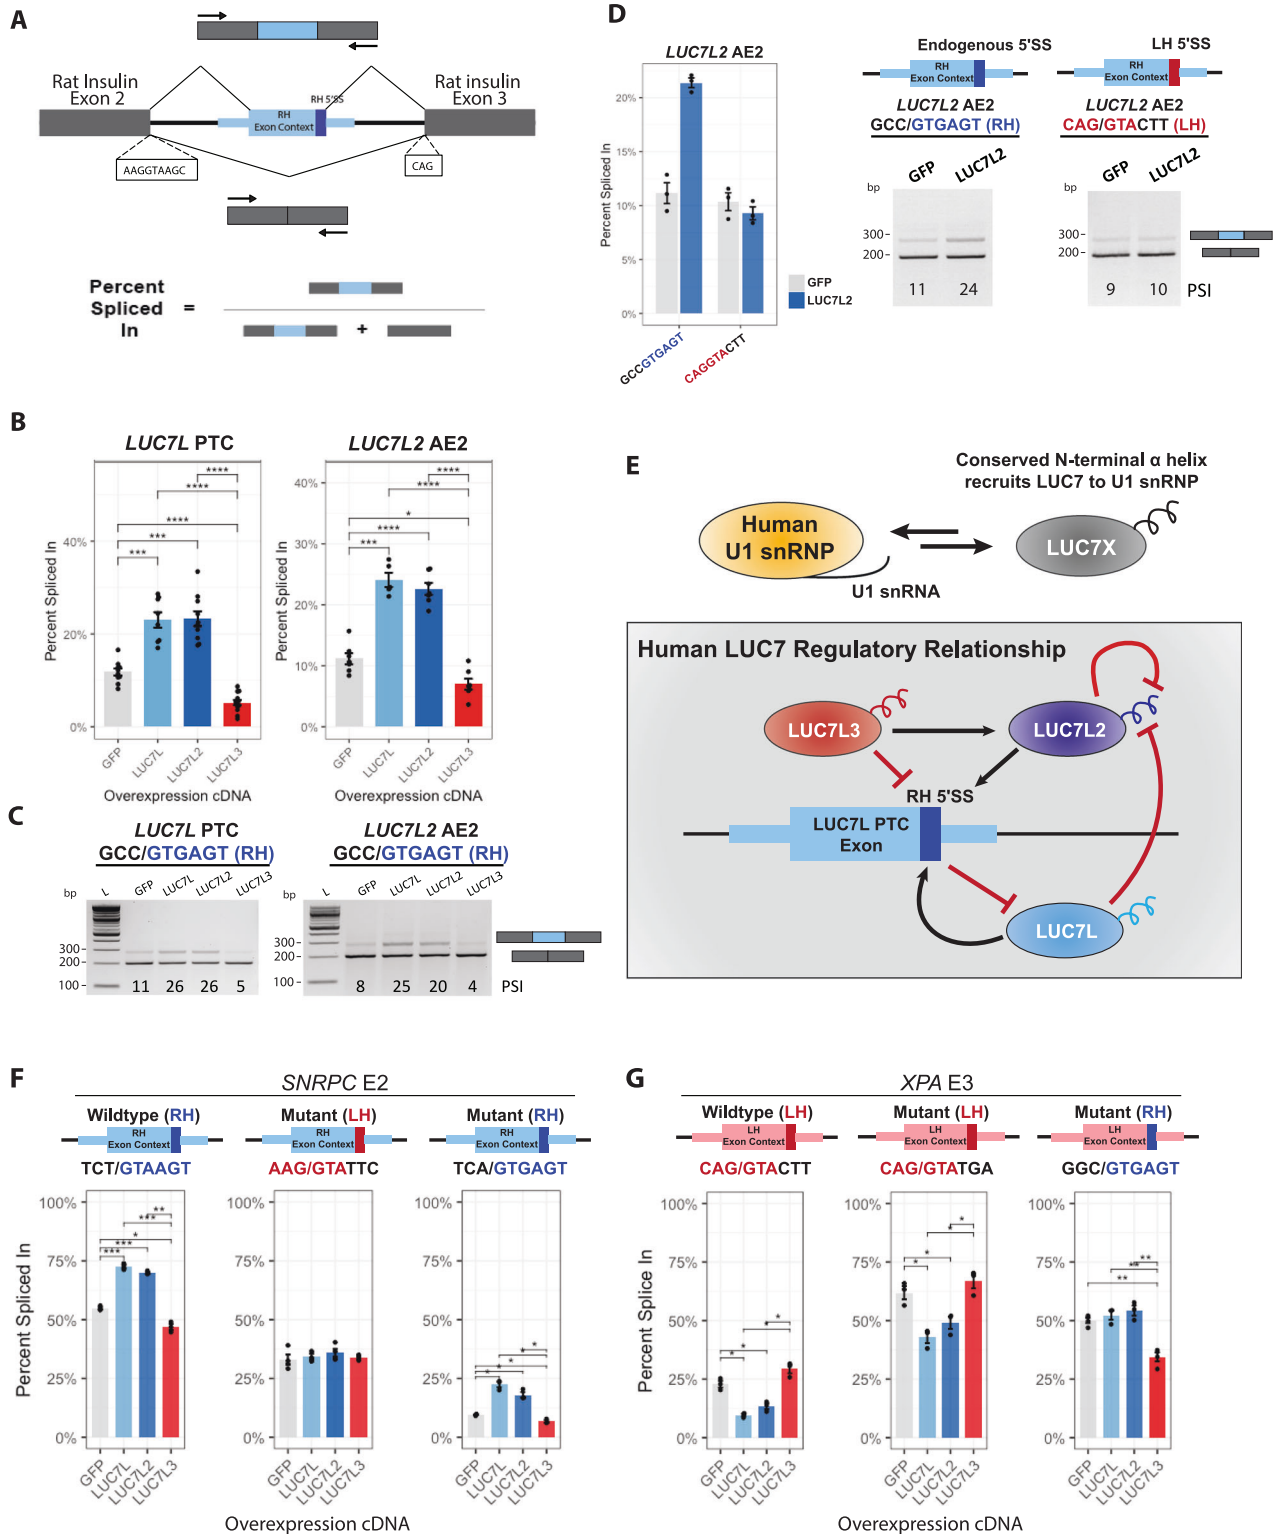 A
Rat Insulin
Exon 2
RH 5'SS
RH
Exon Context
Rat insulin
Exon 3
AAGGTAAGC
CAG
Percent
Spliced
In
=
+
B
LUC7L PTC
Percent Spliced In
40%
20%
0%
***
***
****
****
****
GFP
LUC7L
LUC7L2
LUC7L3
Overexpression cDNA
LUC7L2 AE2
Percent Spliced In
40%
30%
20%
10%
0%
***
****
*
****
****
GFP
LUC7L
LUC7L2
LUC7L3
Overexpression cDNA
C
LUC7L PTC
GCC/GTGAGT (RH)
bp
L
GFP
LUC7L
LUC7L2
LUC7L3
300
200
100
11 26 26 5
LUC7L2 AE2
GCC/GTGAGT (RH)
bp
L
GFP
LUC7L
LUC7L2
LUC7L3
300
200
100
8 25 20 4
PSI
D
LUC7L2 AE2
Percent Spliced In
20%
15%
10%
5%
0%
GCCGTGAGT
CAGGTACTT
GFP
LUC7L2
Endogenous 5'SS
RH
Exon Context
LUC7L2 AE2
GCC/GTGAGT (RH)
GFP
LUC7L2
bp
300
200
11 24
LH 5'SS
RH
Exon Context
LUC7L2 AE2
CAG/GTACTT (LH)
GFP
LUC7L2
bp
300
200
9 10
PSI
E
Conserved N-terminal α helix
recruits LUC7 to U1 snRNP
Human
U1 snRNP
LUC7X
U1 snRNA
Human LUC7 Regulatory Relationship
LUC7L3
LUC7L2
RH 5'SS
LUC7L PTC
Exon
LUC7L
F
SNRPC E2
Wildtype (RH)
RH
Exon Context
TCT/GTAAGT
Mutant (LH)
RH
Exon Context
AAG/GTATTC
Mutant (RH)
RH
Exon Context
TCA/GTGAGT
Percent Spliced In
100%
75%
50%
25%
0%
***
***
*
***
**
GFP
LUC7L
LUC7L2
LUC7L3
100%
75%
50%
25%
0%
GFP
LUC7L
LUC7L2
LUC7L3
100%
75%
50%
25%
0%
*
*
*
*
*
GFP
LUC7L
LUC7L2
LUC7L3
Overexpression cDNA
G
XPA E3
Wildtype (LH)
LH
Exon Context
CAG/GTACTT
Mutant (LH)
LH
Exon Context
CAG/GTATGA
Mutant (RH)
LH
Exon Context
GGC/GTGAGT
Percent Splice In
100%
75%
50%
25%
0%
*
*
*
*
GFP
LUC7L
LUC7L2
LUC7L3
100%
75%
50%
25%
0%
*
*
*
*
GFP
LUC7L
LUC7L2
LUC7L3
100%
75%
50%
25%
0%
**
**
**
GFP
LUC7L
LUC7L2
LUC7L3
Overexpression cDNA